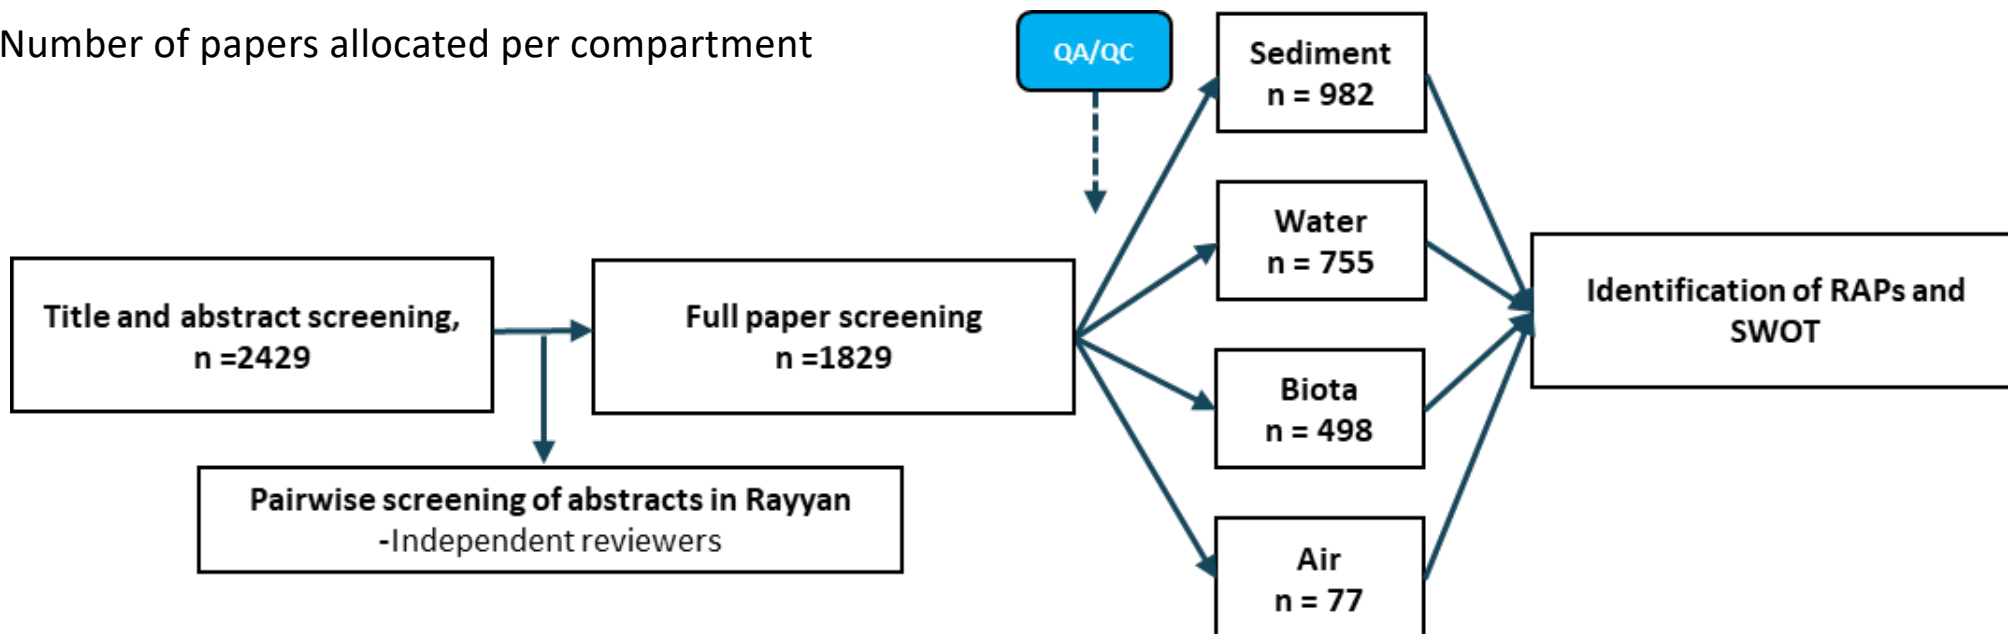 Number of papers allocated per compartment
QA/QC
Title and abstract screening,
n =2429
Pairwise screening of abstracts in Rayyan
-Independent reviewers
Full paper screening
n =1829
Sediment
n = 982
Water
n = 755
Biota
n = 498
Air
n = 77
Identification of RAPs and
SWOT